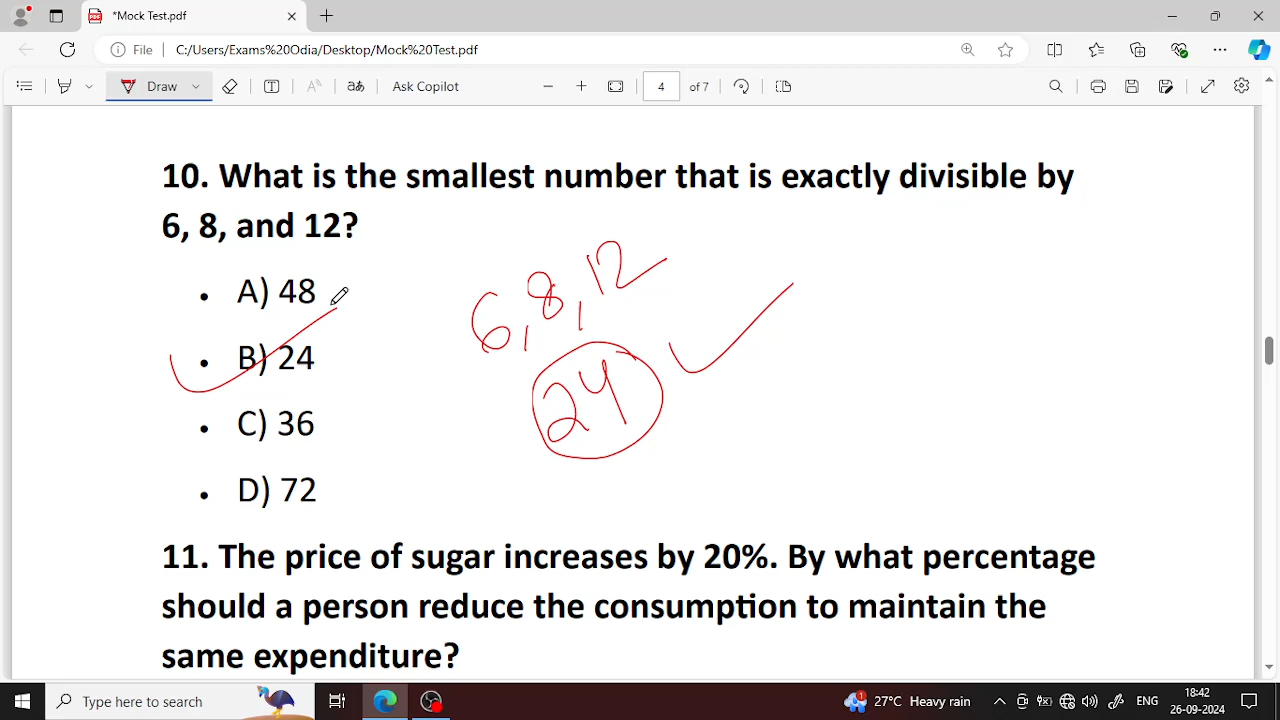 *Mock Test.pdf
File
C:/Users/Exams%20Odia/Desktop/Mock%20Test.pdf
Draw
Ask Copilot
4
of 7
10. What is the smallest number that is exactly divisible by
6, 8, and 12?
• A) 48
• B) 24
• C) 36
• D) 72
6, 8, 12
24
11. The price of sugar increases by 20%. By what percentage
should a person reduce the consumption to maintain the
same expenditure?
Type here to search
27°C Heavy rain
ENG
18:42
26-09-2024